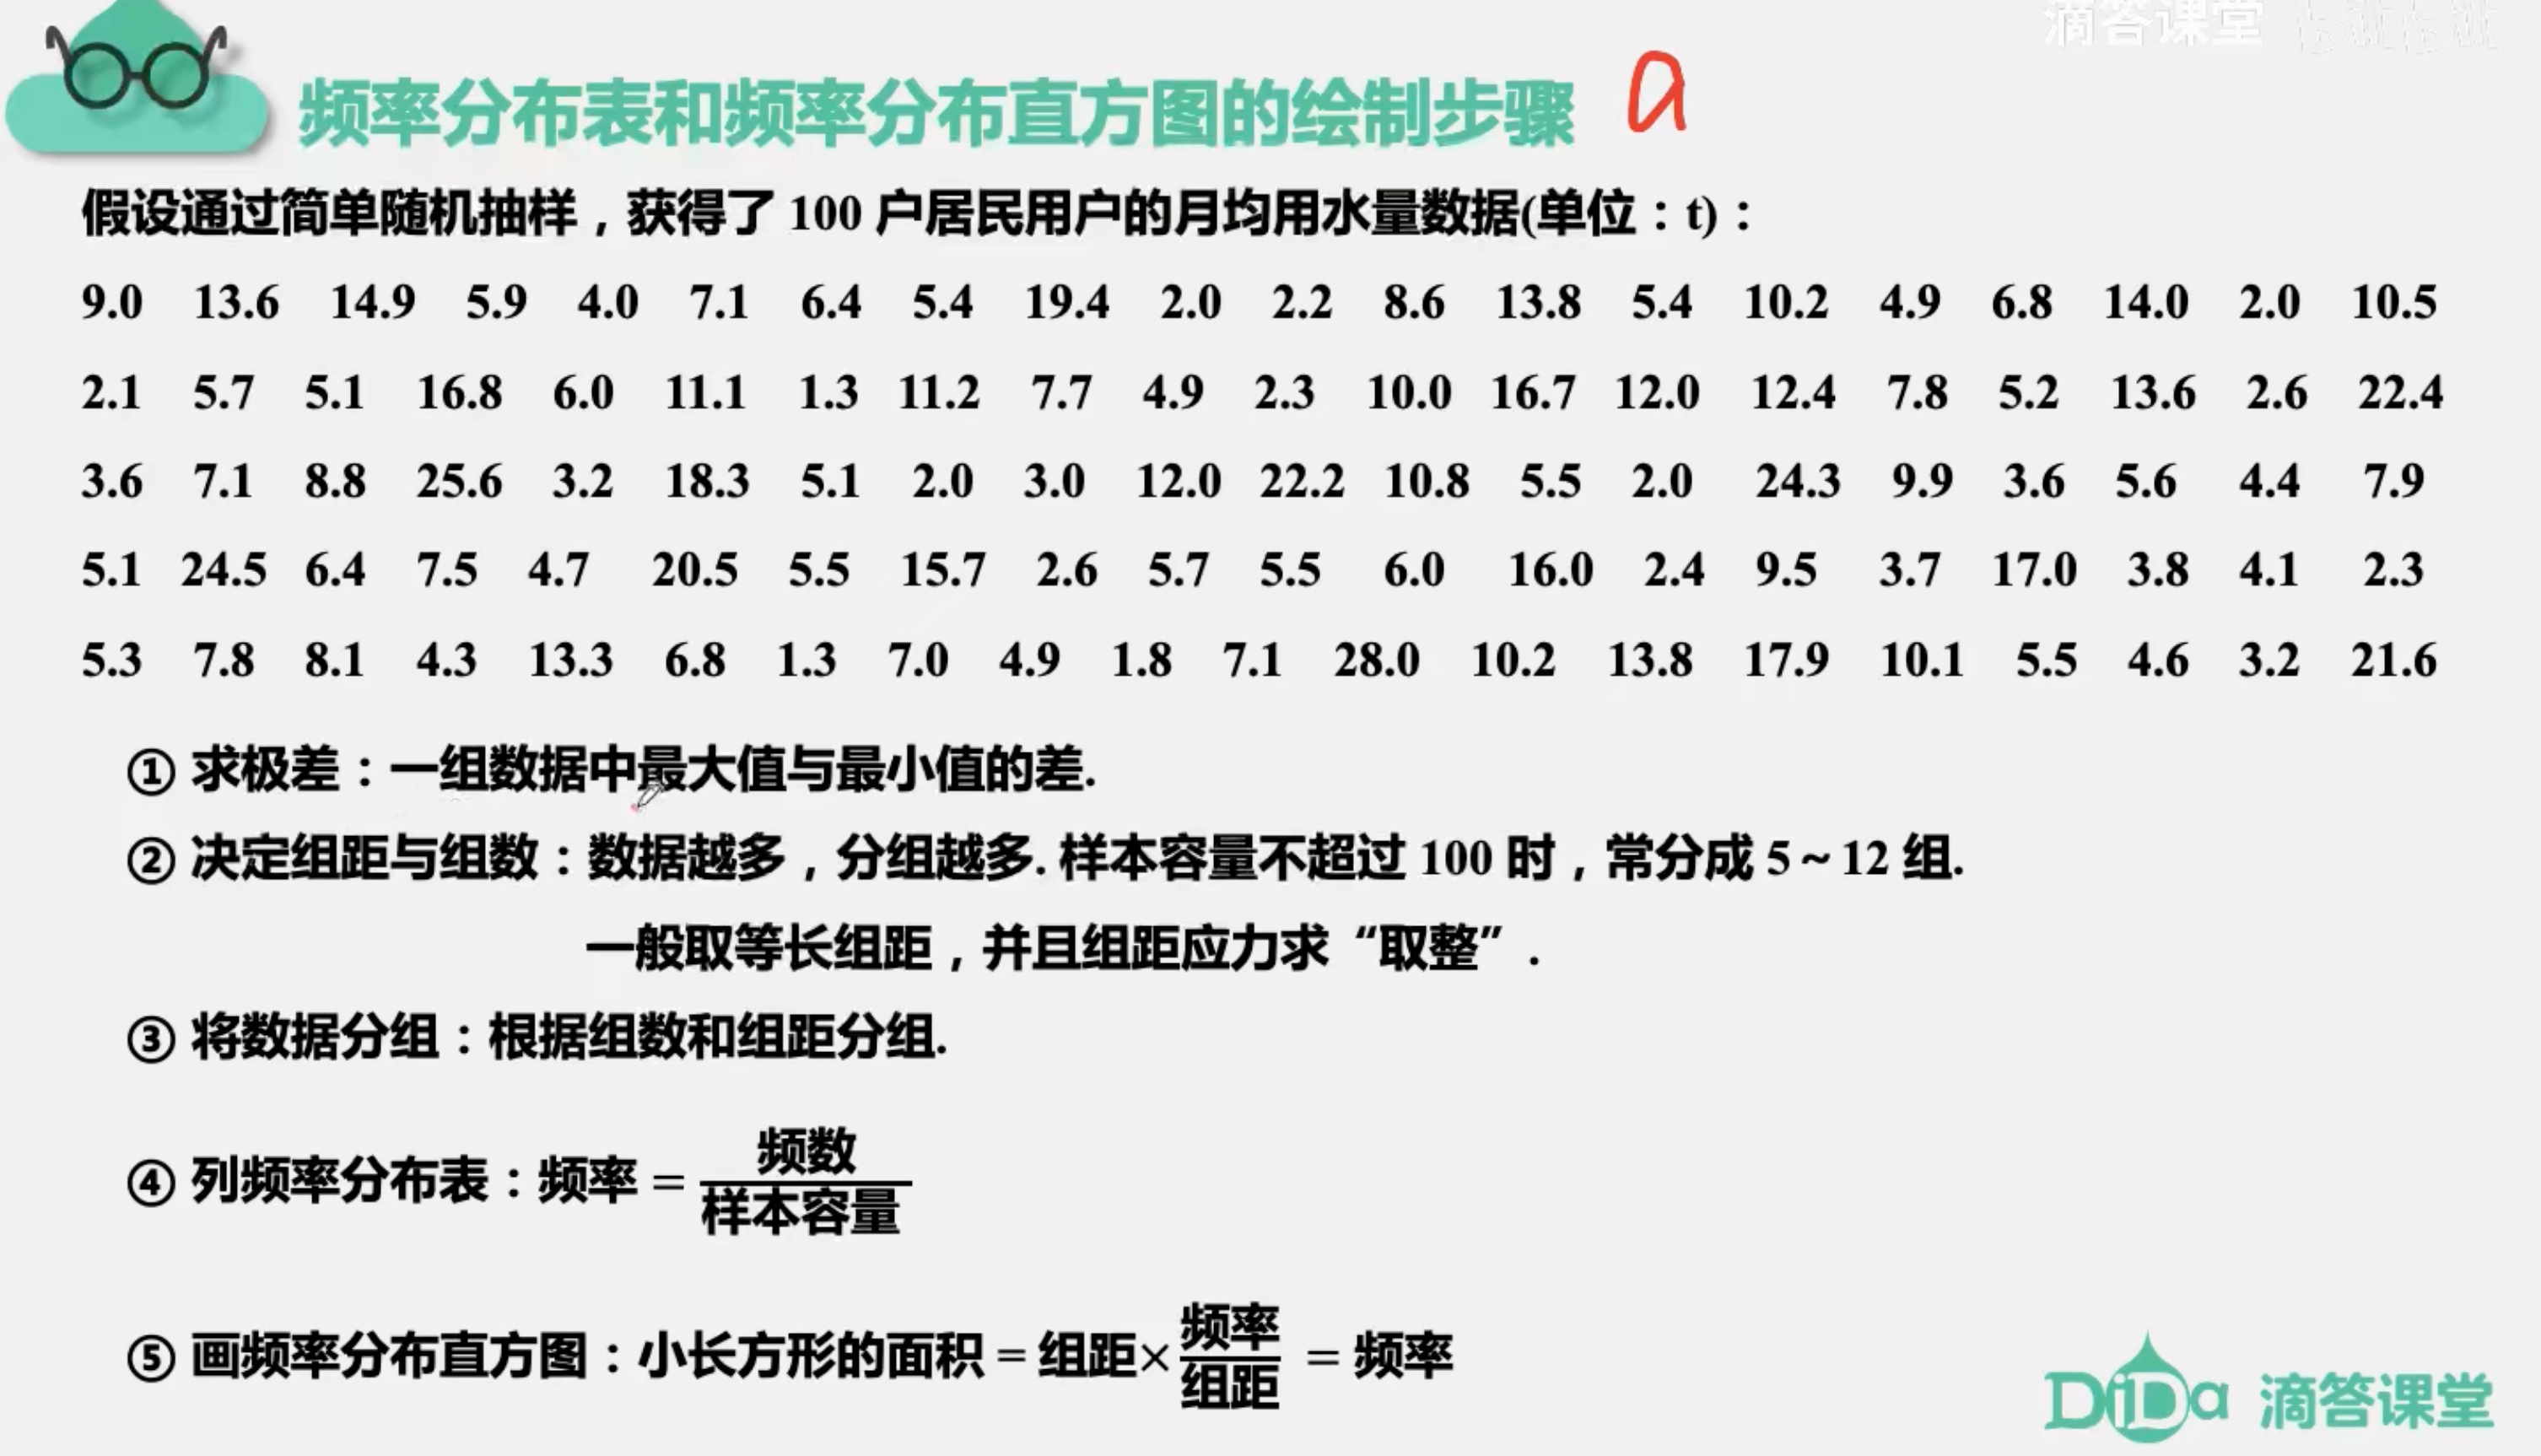 滴答课堂
频率分布表和频率分布直方图的绘制步骤 a
假设通过简单随机抽样，获得了 100 户居民用户的月均用水量数据(单位：t)：
9.0 13.6 14.9 5.9 4.0 7.1 6.4 5.4 19.4 2.0 2.2 8.6 13.8 5.4 10.2 4.9 6.8 14.0 2.0 10.5
2.1 5.7 5.1 16.8 6.0 11.1 1.3 11.2 7.7 4.9 2.3 10.0 16.7 12.0 12.4 7.8 5.2 13.6 2.6 22.4
3.6 7.1 8.8 25.6 3.2 18.3 5.1 2.0 3.0 12.0 22.2 10.8 5.5 2.0 24.3 9.9 3.6 5.6 4.4 7.9
5.1 24.5 6.4 7.5 4.7 20.5 5.5 15.7 2.6 5.7 5.5 6.0 16.0 2.4 9.5 3.7 17.0 3.8 4.1 2.3
5.3 7.8 8.1 4.3 13.3 6.8 1.3 7.0 4.9 1.8 7.1 28.0 10.2 13.8 17.9 10.1 5.5 4.6 3.2 21.6
① 求极差：一组数据中最大值与最小值的差.
② 决定组距与组数：数据越多，分组越多. 样本容量不超过 100 时，常分成 5 ~ 12 组.
一般取等长组距，并且组距应力求“取整”.
③ 将数据分组：根据组数和组距分组.
④ 列频率分布表：频率 = 频数/样本容量
⑤ 画频率分布直方图：小长方形的面积 = 组距×频率/组距 = 频率
DiDa 滴答课堂